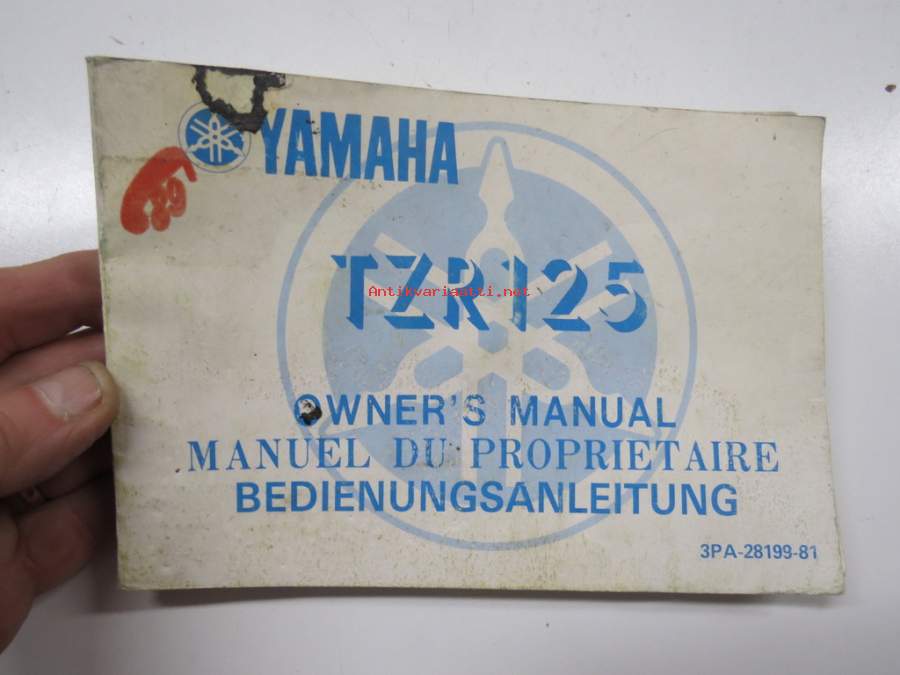 YAMAHA
TZR125
Antikvariaatti.net
OWNER'S MANUAL
MANUEL DU PROPRIETAIRE
BEDIENUNGSANLEITUNG
3PA-28199-81